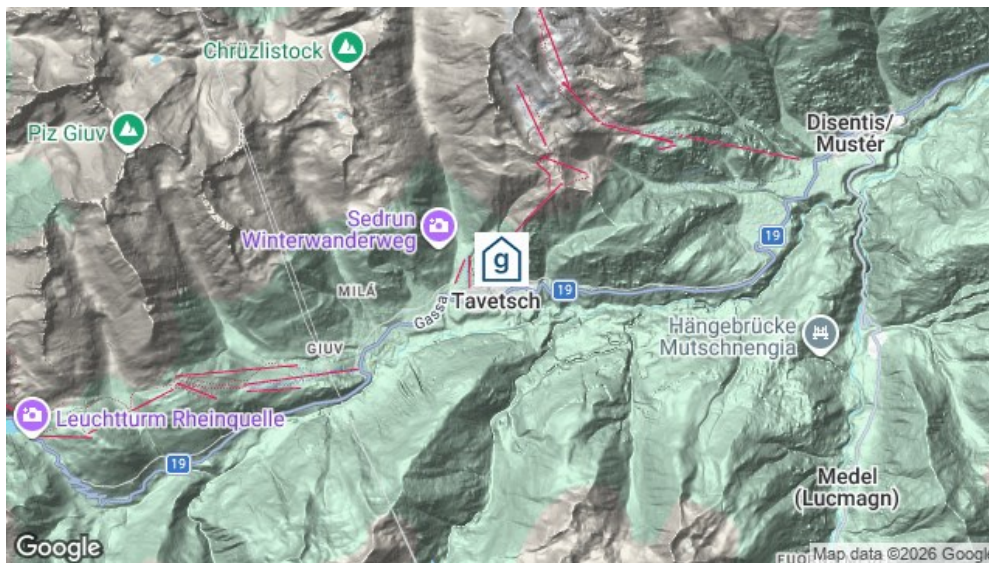 Chrüzlistock
Piz Giuv
Disentis/
Mustér
Sedrun
Winterwanderweg
g
19
MILÁ
Tavetsch
19
Gassa
Hängebrücke
Mutschnengia
GIUV
Leuchtturm Rheinquelle
19
Medel
(Lucmagn)
Google
Map data ©2026 Google